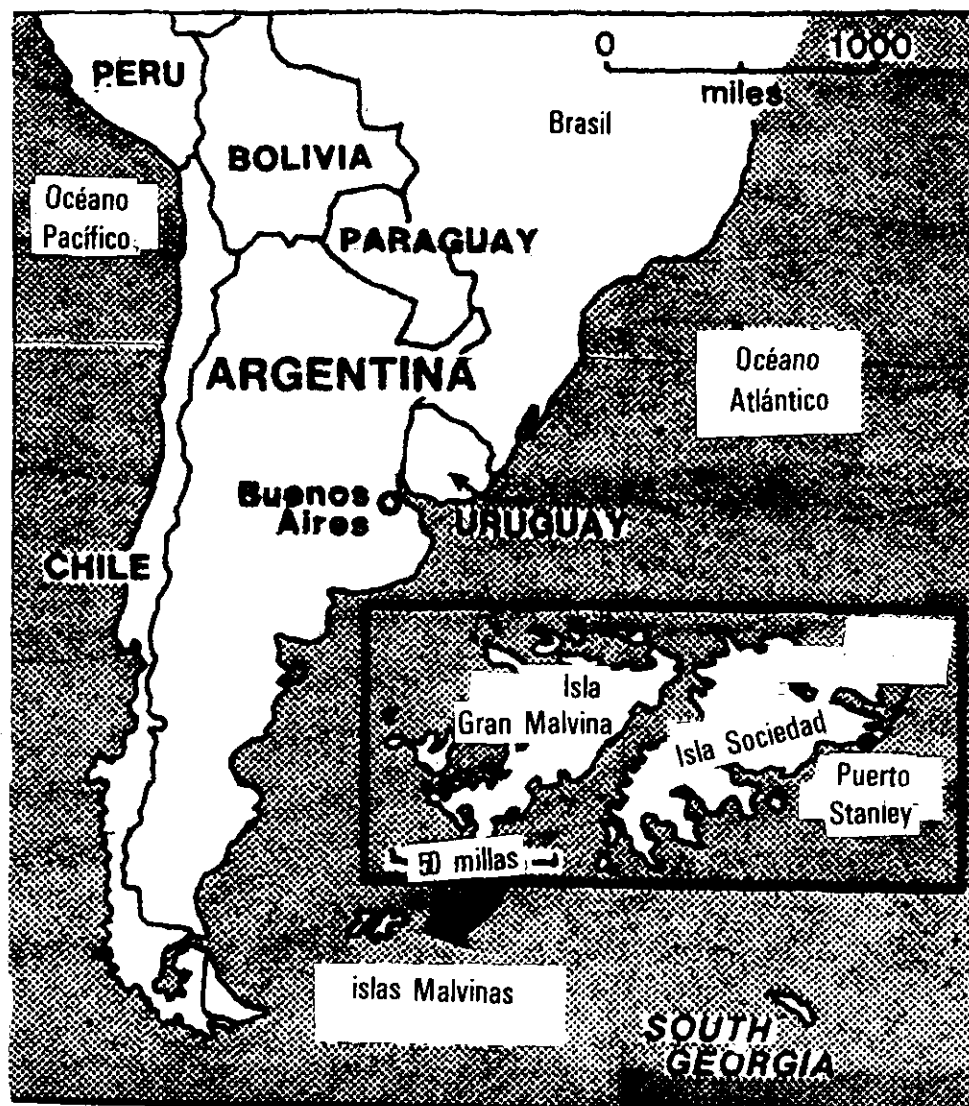 0 1000
miles
PERU
Brasil
BOLIVIA
Océano
Pacífico
PARAGUAY
ARGENTINA
Océano
Atlántico
Buenos
Aires
URUGUAY
CHILE
Isla
Gran Malvina
Isla Sociedad
Puerto
Stanley
50 millas
islas Malvinas
SOUTH
GEORGIA